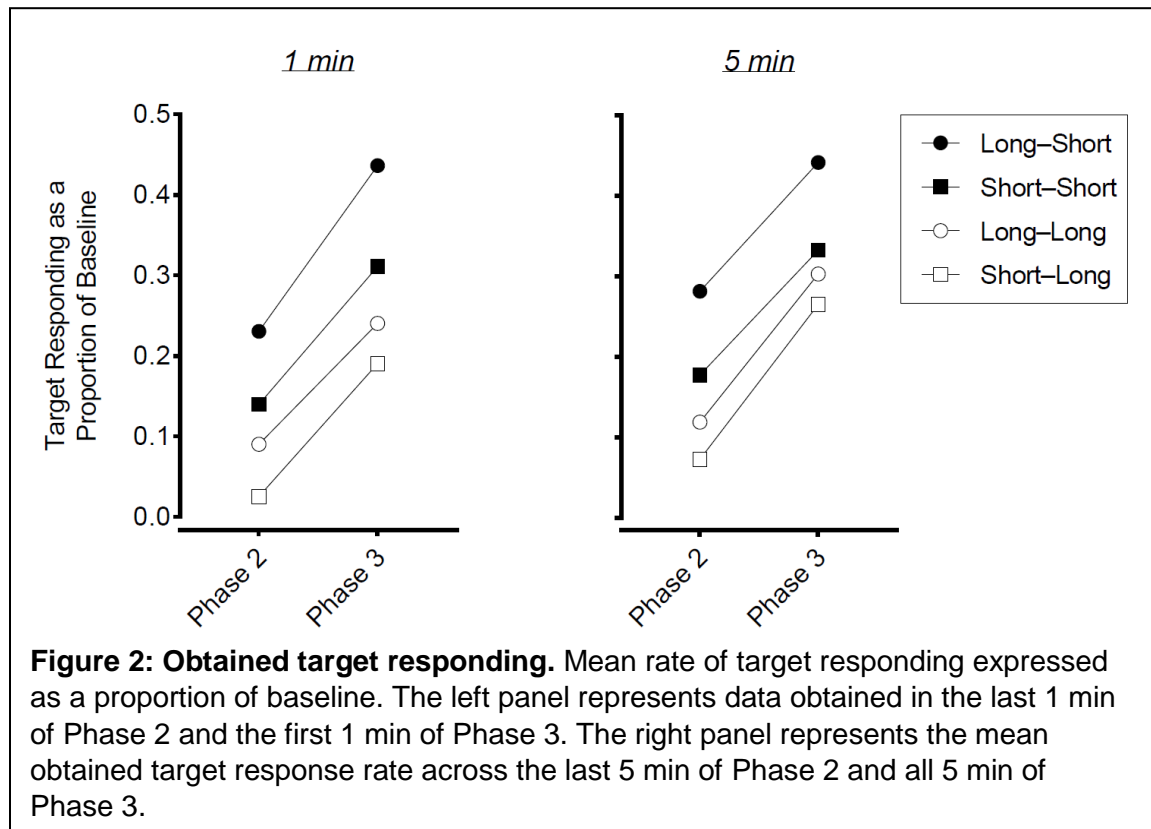 1 min
5 min
0.5
0.4
0.3
0.2
0.1
0.0
Target Responding as a
Proportion of Baseline
Phase 2
Phase 3
Phase 2
Phase 3
Long–Short
Short–Short
Long–Long
Short–Long
Figure 2: Obtained target responding. Mean rate of target responding expressed
as a proportion of baseline. The left panel represents data obtained in the last 1 min
of Phase 2 and the first 1 min of Phase 3. The right panel represents the mean
obtained target response rate across the last 5 min of Phase 2 and all 5 min of
Phase 3.